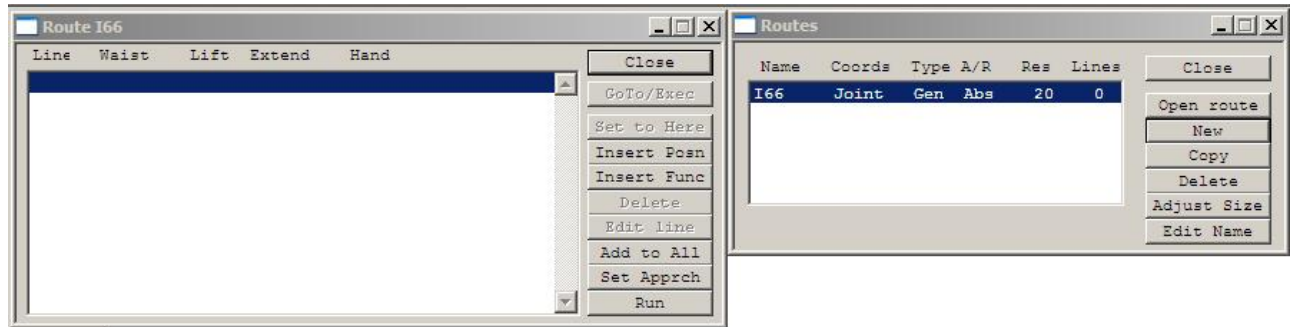 Route I66
Line Waist Lift Extend Hand
Close
GoTo/Exec
Set to Here
Insert Posn
Insert Func
Delete
Edit line
Add to All
Set Apprch
Run
Routes
Name Coords Type A/R Res Lines
I66 Joint Gen Abs 20 0
Close
Open route
New
Copy
Delete
Adjust Size
Edit Name